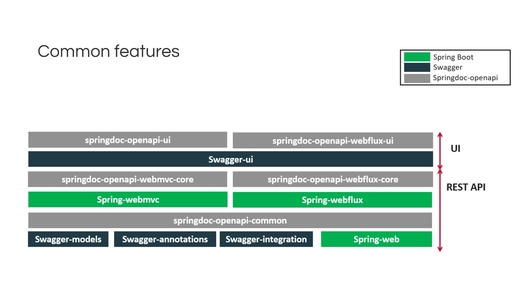 Common features
Spring Boot
Swagger
Springdoc-openapi
springdoc-openapi-ui
springdoc-openapi-webflux-ui
UI
Swagger-ui
springdoc-openapi-webmvc-core
springdoc-openapi-webflux-core
REST API
Spring-webmvc
Spring-webflux
springdoc-openapi-common
Swagger-models
Swagger-annotations
Swagger-integration
Spring-web